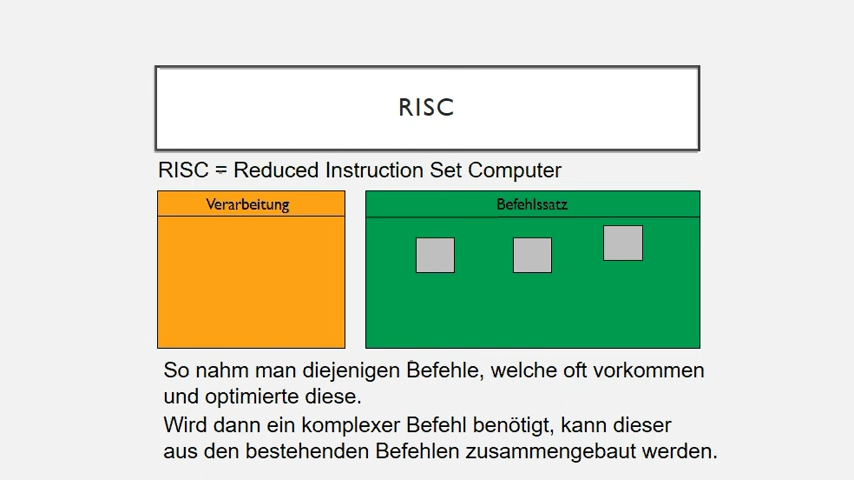 RISC
RISC = Reduced Instruction Set Computer
Verarbeitung
Befehlssatz
So nahm man diejenigen Befehle, welche oft vorkommen
und optimierte diese.
Wird dann ein komplexer Befehl benötigt, kann dieser
aus den bestehenden Befehlen zusammengebaut werden.